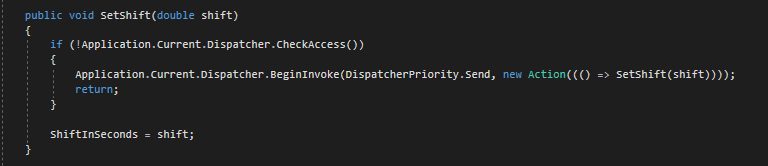 public void SetShift(double shift)
{
if (!Application.Current.Dispatcher.CheckAccess())
{
Application.Current.Dispatcher.BeginInvoke(DispatcherPriority.Send, new Action((() => SetShift(shift))));
return;
}
ShiftInSeconds = shift;
}